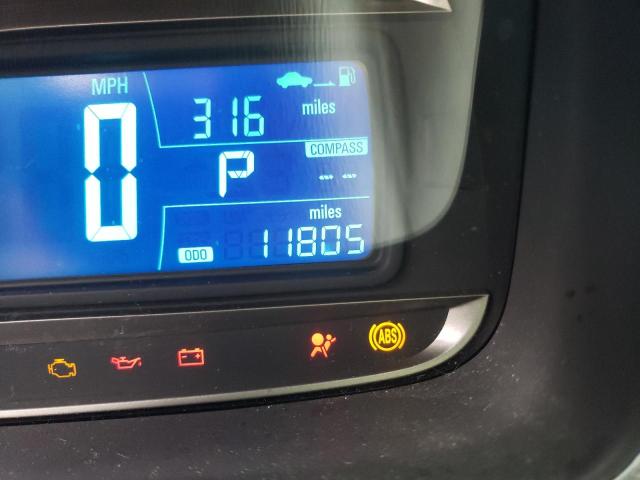 MPH
316
miles
0
P
COMPASS
-- --
miles
ODO 11805
ABS